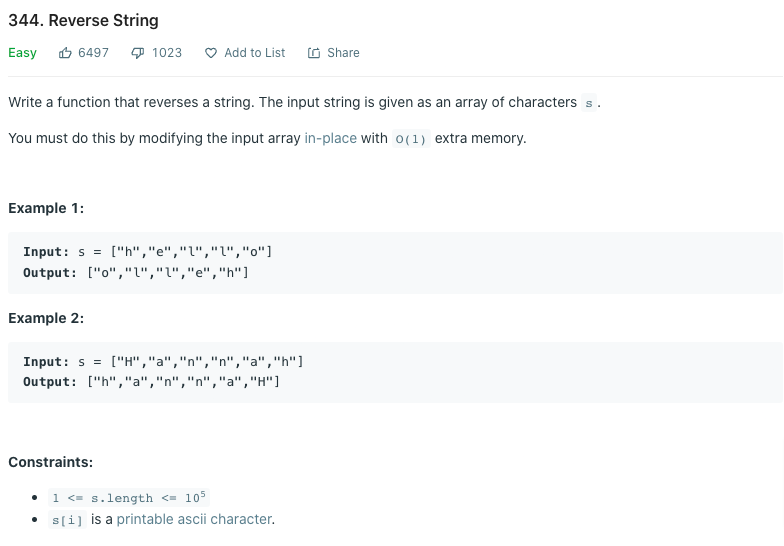 344. Reverse String
Easy 6497 1023 Add to List Share
Write a function that reverses a string. The input string is given as an array of characters s .
You must do this by modifying the input array in-place with O(1) extra memory.
Example 1:
Input: s = ["h","e","l","l","o"]
Output: ["o","l","l","e","h"]
Example 2:
Input: s = ["H","a","n","n","a","h"]
Output: ["h","a","n","n","a","H"]
Constraints:
• 1 <= s.length <= 10⁵
• s[i] is a printable ascii character.